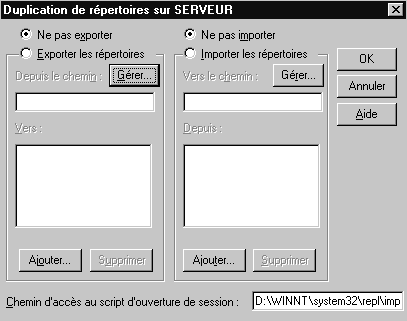 Duplication de répertoires sur SERVEUR
Ne pas exporter
Exporter les répertoires
Depuis le chemin :
Gérer...
Vers :
Ajouter...
Supprimer
Ne pas importer
Importer les répertoires
Vers le chemin :
Gérer...
Depuis :
Ajouter...
Supprimer
OK
Annuler
Aide
Chemin d'accès au script d'ouverture de session :
D:\WINNT\system32\repl\imp